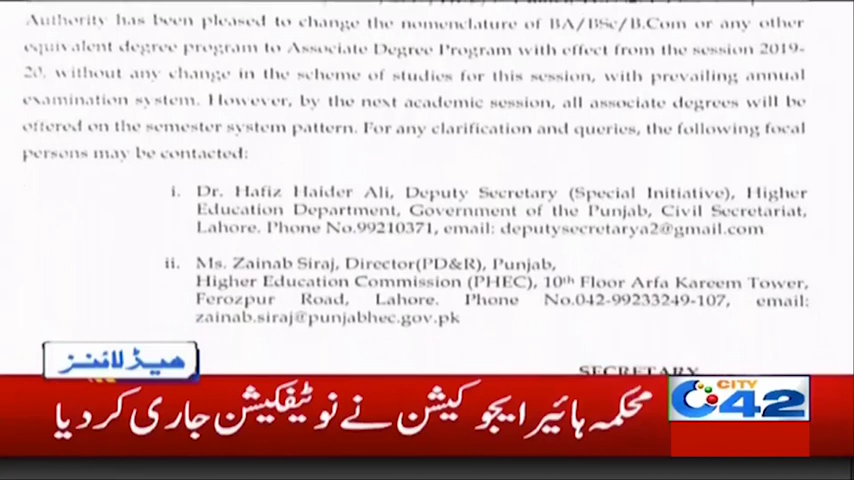 Authority has been pleased to change the nomenclature of BA/BSc/B.Com or any other
equivalent degree program to Associate Degree Program with effect from the session 2019-
20, without any change in the scheme of studies for this session, with prevailing annual
examination system. However, by the next academic session, all associate degrees will be
offered on the semester system pattern. For any clarification and queries, the following focal
persons may be contacted:
i. Dr. Hafiz Haider Ali, Deputy Secretary (Special Initiative), Higher
Education Department, Government of the Punjab, Civil Secretariat,
Lahore. Phone No.99210371, email: deputysecretarya2@gmail.com
ii. Ms. Zainab Siraj, Director(PD&R), Punjab,
Higher Education Commission (PHEC), 10th Floor Arfa Kareem Tower,
Ferozpur Road, Lahore. Phone No.042-99233249-107, email:
zainab.siraj@punjabhec.gov.pk
SECRETARY
ہیڈلائنز
محکمہ ہائیر ایجوکیشن نے نوٹیفکیشن جاری کردیا
CITY
42